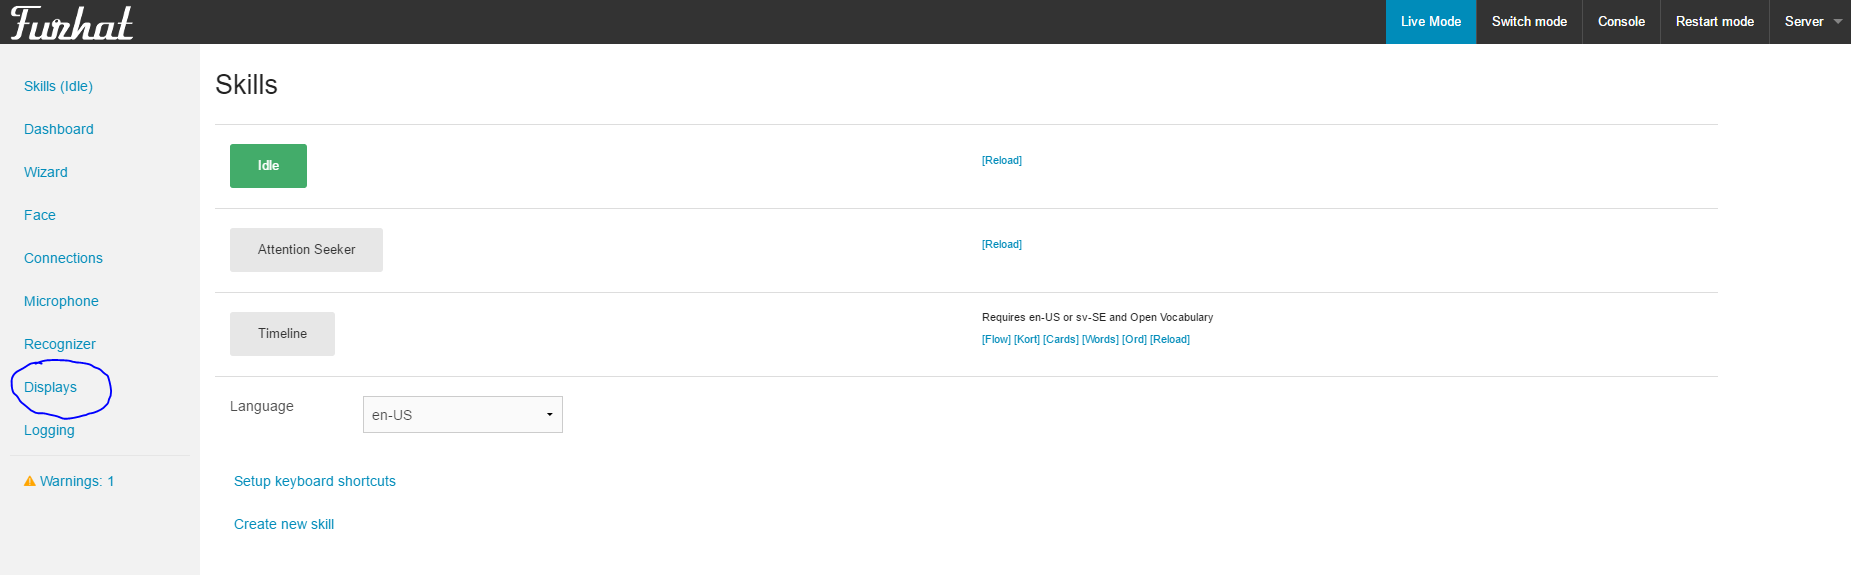 Furhat
Live Mode
Switch mode
Console
Restart mode
Server
Skills (Idle)
Dashboard
Wizard
Face
Connections
Microphone
Recognizer
Displays
Logging
Warnings: 1
Skills
Idle
[Reload]
Attention Seeker
[Reload]
Timeline
Requires en-US or sv-SE and Open Vocabulary
[Flow] [Kort] [Cards] [Words] [Ord] [Reload]
Language
en-US
Setup keyboard shortcuts
Create new skill